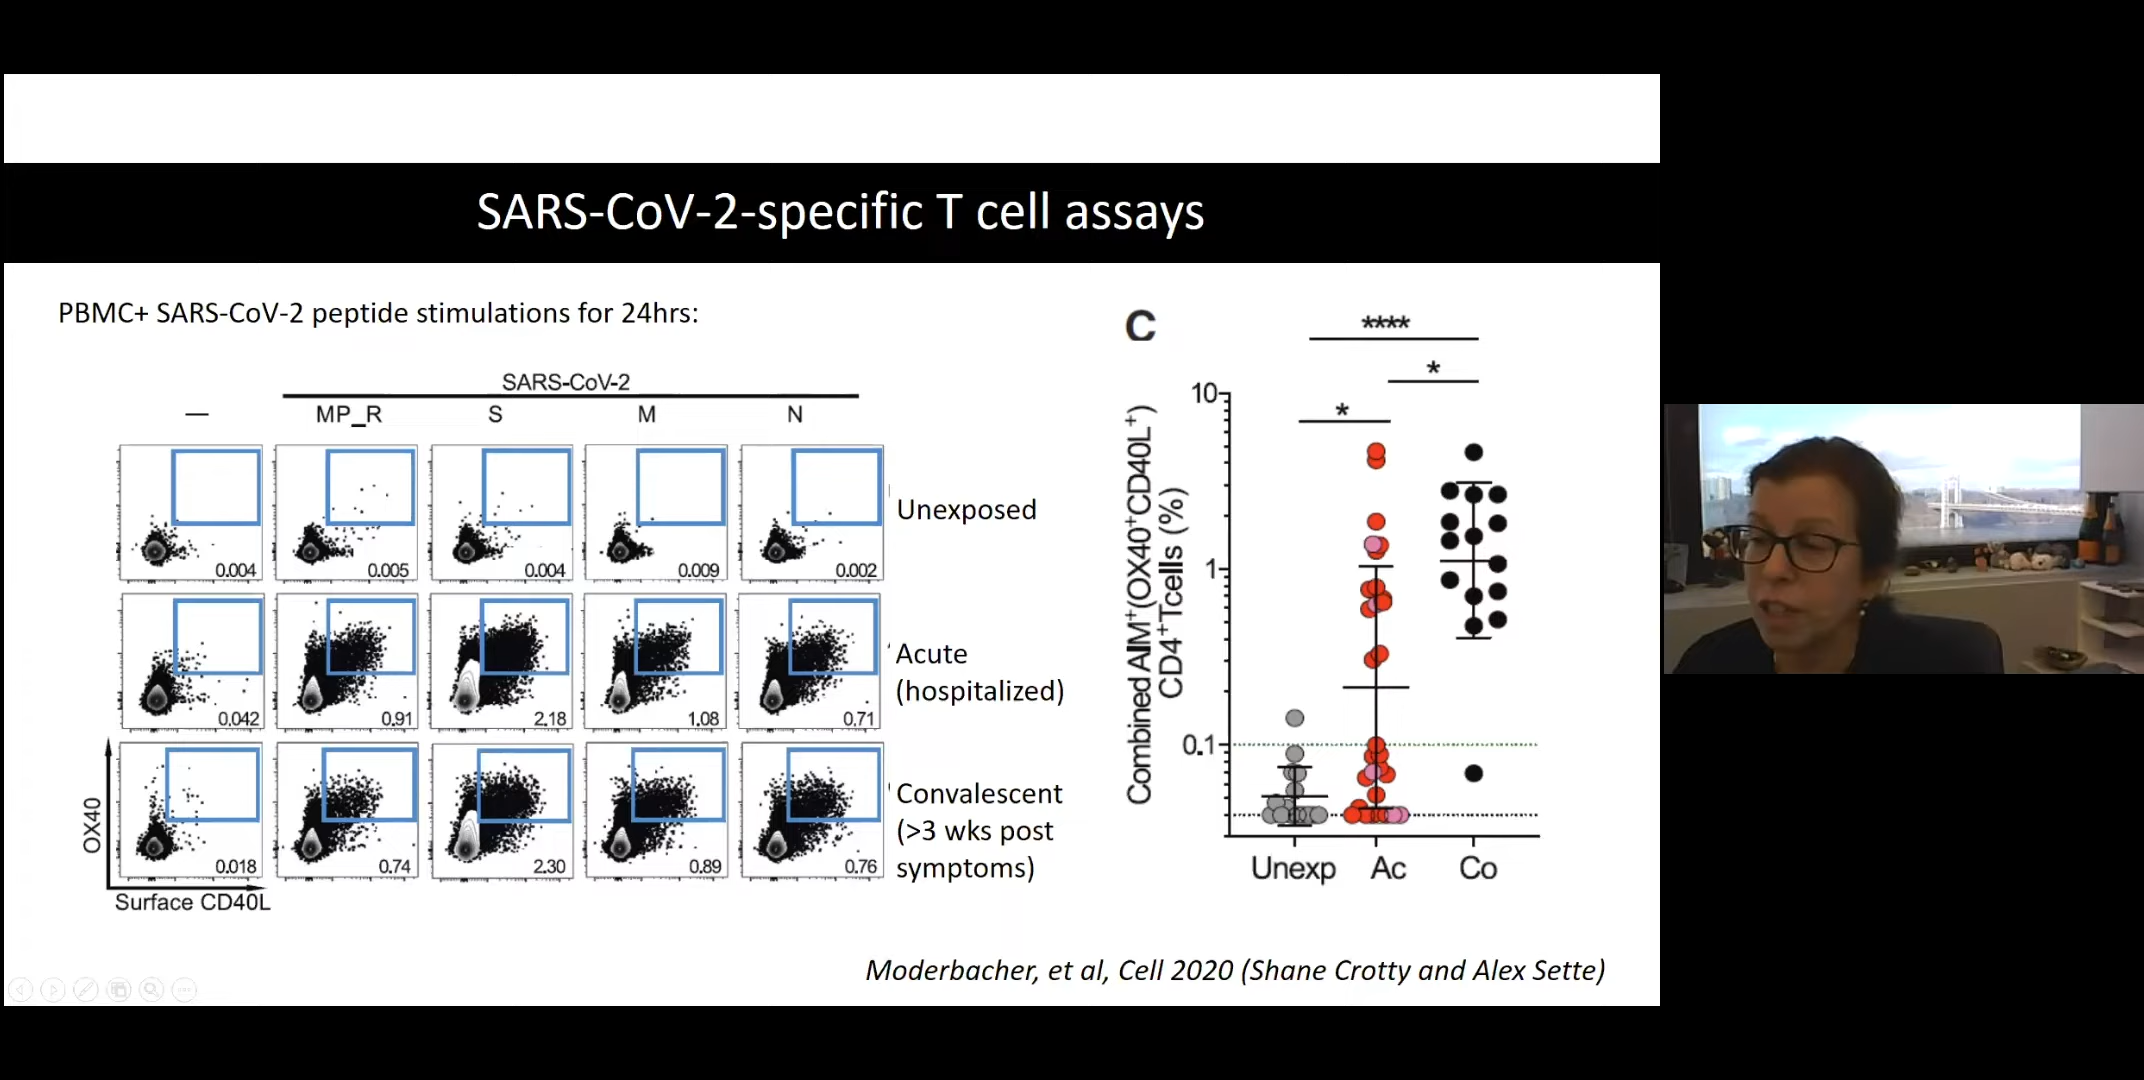 SARS-CoV-2-specific T cell assays
PBMC+ SARS-CoV-2 peptide stimulations for 24hrs:
SARS-CoV-2
— MP_R S M N
0.004 0.005 0.004 0.009 0.002
Unexposed
0.042 0.91 2.18 1.08 0.71
Acute
(hospitalized)
0.018 0.74 2.30 0.89 0.76
Convalescent
(>3 wks post
symptoms)
OX40
Surface CD40L
C
****
*
*
Combined AIM+(OX40+CD40L+)
CD4+Tcells (%)
10
1
0.1
Unexp Ac Co
Moderbacher, et al, Cell 2020 (Shane Crotty and Alex Sette)